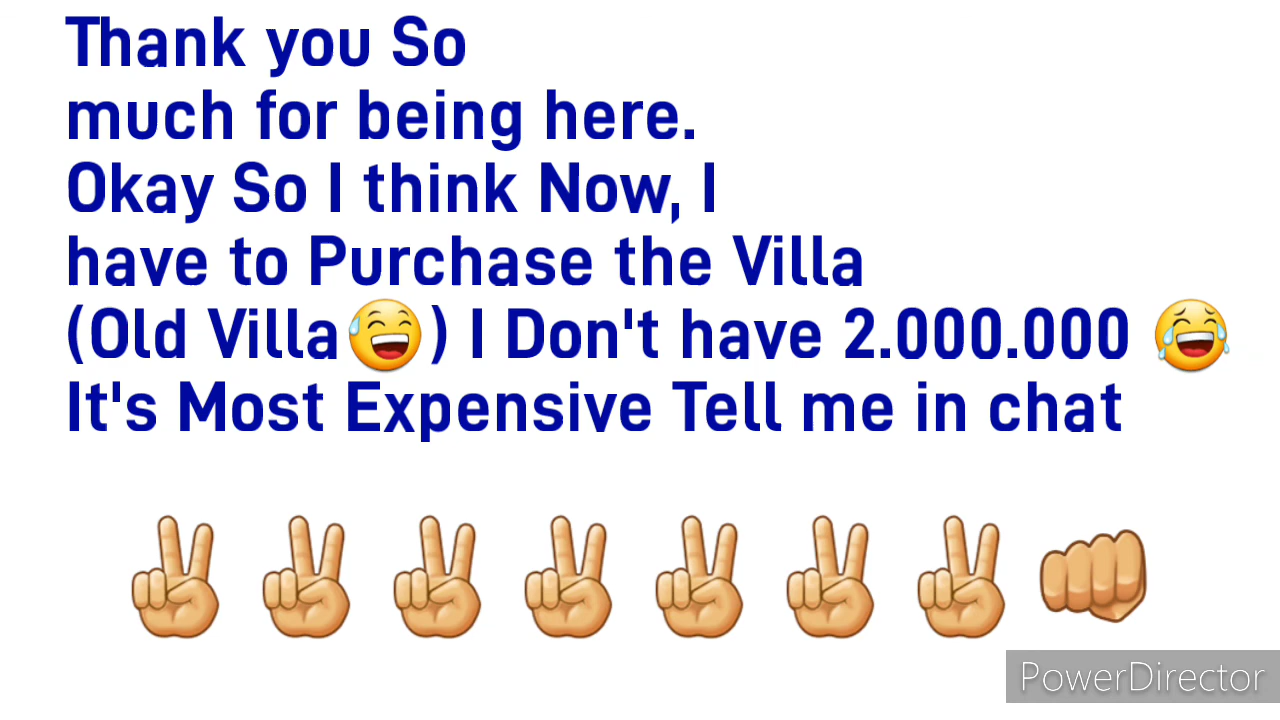 Thank you So
much for being here.
Okay So I think Now, I
have to Purchase the Villa
(Old Villa😅) I Don't have 2.000.000 😂
It's Most Expensive Tell me in chat
✌✌✌✌✌✌✌👊
PowerDirector